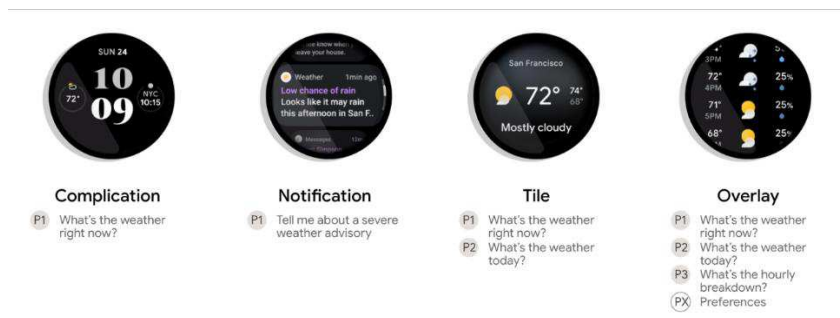 SUN 24
10
09
72°
NYC
10:15
Complication
P1 What's the weather
right now?
leave your house.
Weather 1min ago
Low chance of rain
Looks like it may rain
this afternoon in San F..
Notification
P1 Tell me about a severe
weather advisory
San Francisco
72° 74°
68°
Mostly cloudy
Tile
P1 What's the weather
right now?
P2 What's the weather
today?
3PM
72° 25%
4PM
71° 25%
5PM
68° 25%
Overlay
P1 What's the weather
right now?
P2 What's the weather
today?
P3 What's the hourly
breakdown?
PX Preferences